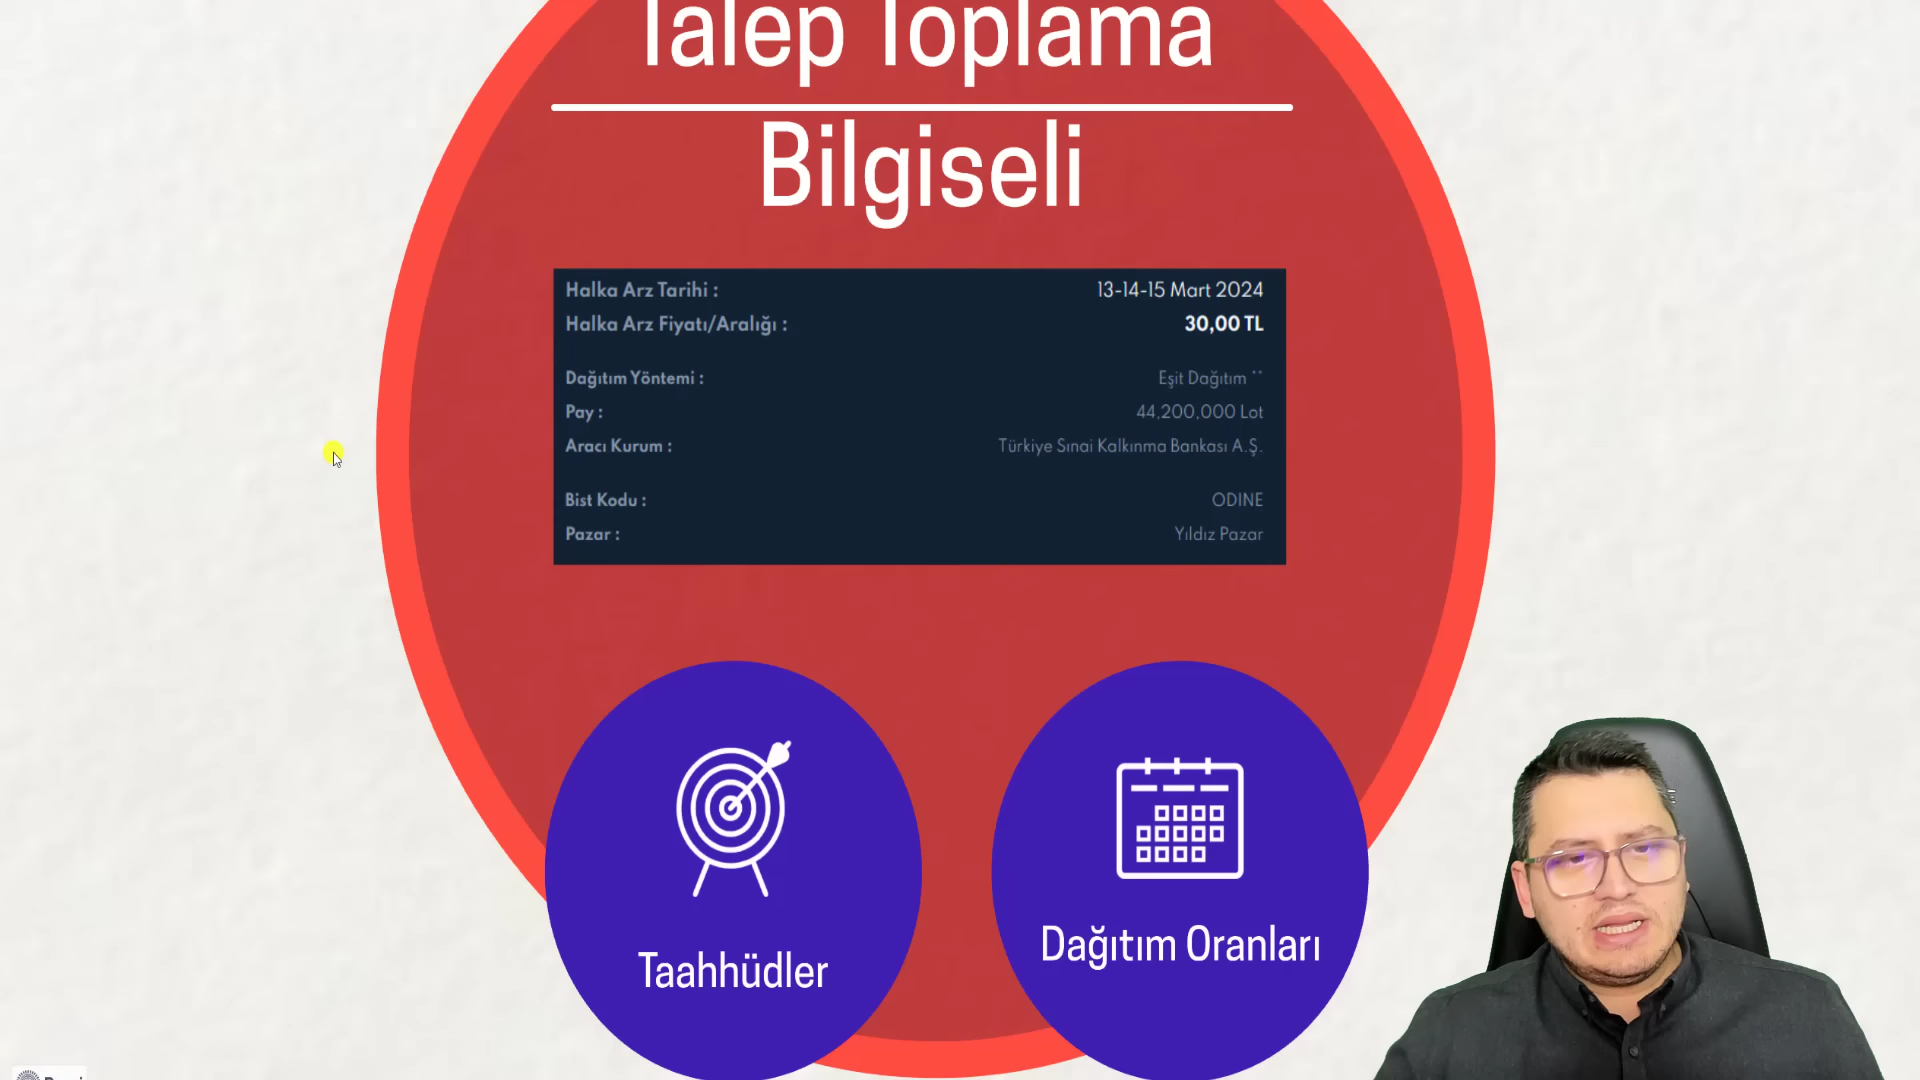 Talep Toplama
Bilgiseli
Halka Arz Tarihi : 13-14-15 Mart 2024
Halka Arz Fiyatı/Aralığı : 30,00 TL
Dağıtım Yöntemi : Eşit Dağıtım **
Pay : 44.200.000 Lot
Aracı Kurum : Türkiye Sınai Kalkınma Bankası A.Ş.
Bist Kodu : ODINE
Pazar : Yıldız Pazar
Taahhüdler
Dağıtım Oranları